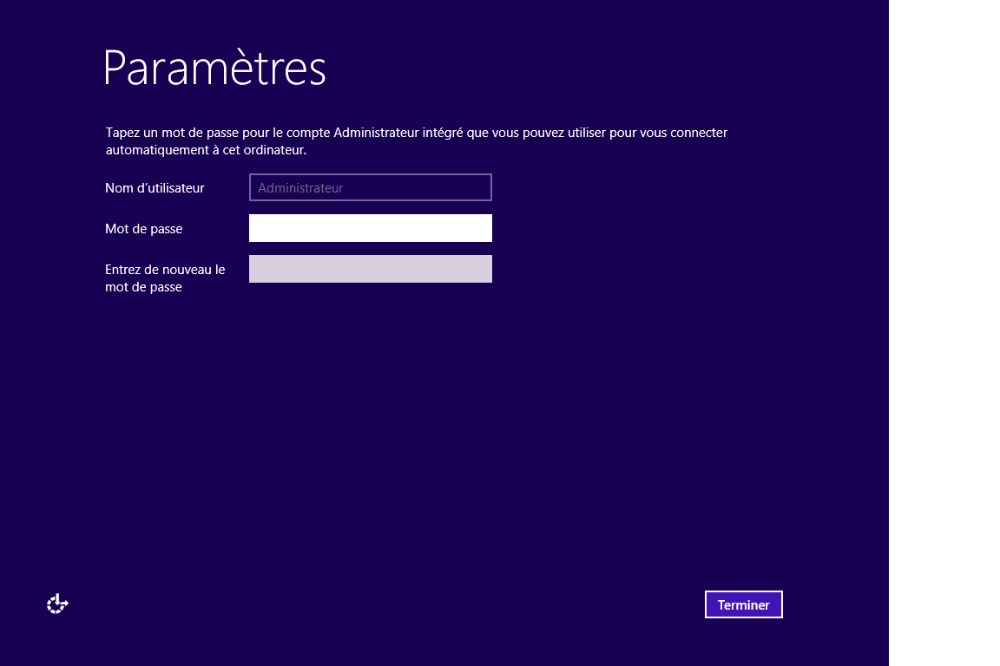 Paramètres
Tapez un mot de passe pour le compte Administrateur intégré que vous pouvez utiliser pour vous connecter
automatiquement à cet ordinateur.
Nom d’utilisateur
Administrateur
Mot de passe
Entrez de nouveau le
mot de passe
Terminer